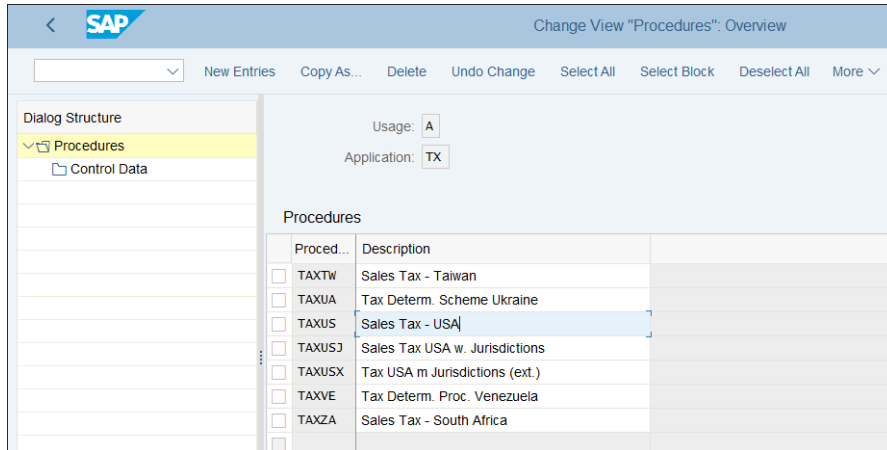 SAP
Change View "Procedures": Overview
New Entries Copy As... Delete Undo Change Select All Select Block Deselect All More
Dialog Structure
Procedures
Control Data
Usage: A
Application: TX
Procedures
Proced... Description
TAXTW Sales Tax - Taiwan
TAXUA Tax Determ. Scheme Ukraine
TAXUS Sales Tax - USA
TAXUSJ Sales Tax USA w. Jurisdictions
TAXUSX Tax USA m Jurisdictions (ext.)
TAXVE Tax Determ. Proc. Venezuela
TAXZA Sales Tax - South Africa